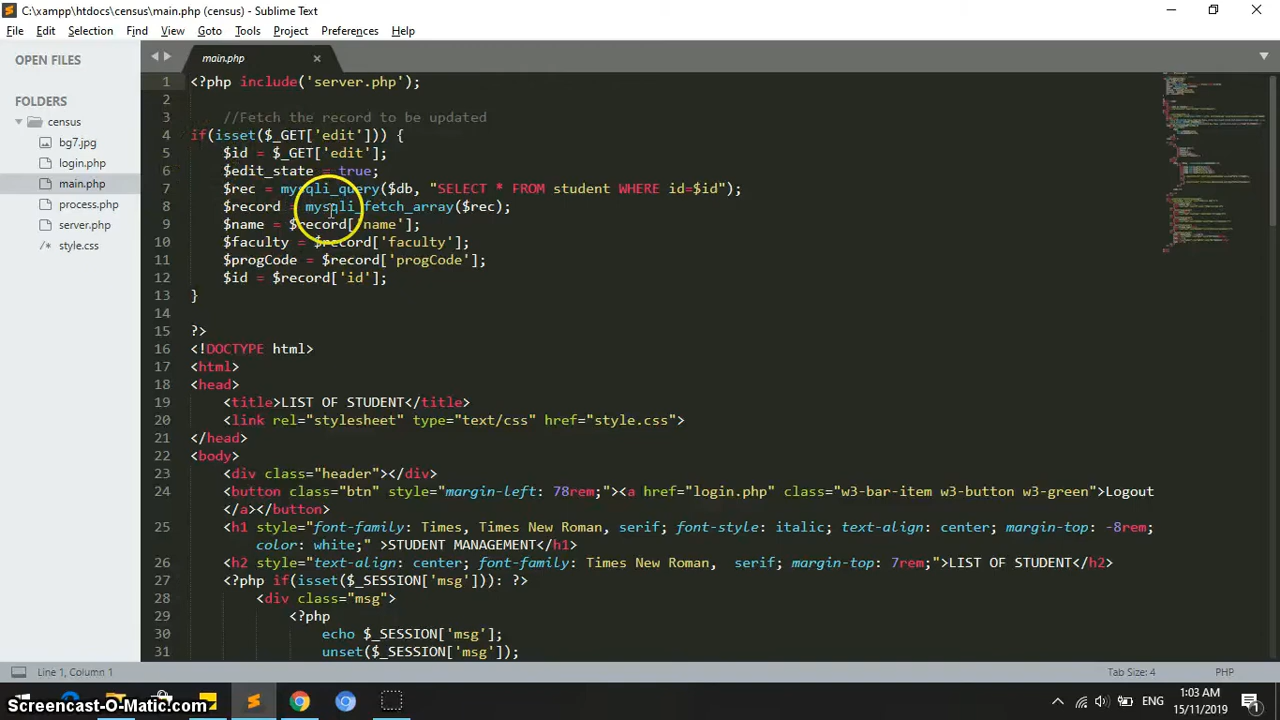 C:\xampp\htdocs\census\main.php (census) - Sublime Text
File Edit Selection Find View Goto Tools Project Preferences Help
OPEN FILES
FOLDERS
census
bg7.jpg
login.php
main.php
process.php
server.php
style.css
main.php
1 <?php include('server.php');
2
3 //Fetch the record to be updated
4 if(isset($_GET['edit'])) {
5 $id = $_GET['edit'];
6 $edit_state = true;
7 $rec = mysqli_query($db, "SELECT * FROM student WHERE id=$id");
8 $record = mysqli_fetch_array($rec);
9 $name = $record['name'];
10 $faculty = $record['faculty'];
11 $progCode = $record['progCode'];
12 $id = $record['id'];
13 }
14
15 ?>
16 <!DOCTYPE html>
17 <html>
18 <head>
19 <title>LIST OF STUDENT</title>
20 <link rel="stylesheet" type="text/css" href="style.css">
21 </head>
22 <body>
23 <div class="header"></div>
24 <button class="btn" style="margin-left: 78rem;"><a href="login.php" class="w3-bar-item w3-button w3-green">Logout
</a></button>
25 <h1 style="font-family: Times, Times New Roman, serif; font-style: italic; text-align: center; margin-top: -8rem;
color: white;" >STUDENT MANAGEMENT</h1>
26 <h2 style="text-align: center; font-family: Times New Roman,  serif; margin-top: 7rem;">LIST OF STUDENT</h2>
27 <?php if(isset($_SESSION['msg'])): ?>
28 <div class="msg">
29 <?php
30 echo $_SESSION['msg'];
31 unset($_SESSION['msg']);
Line 1, Column 1
Tab Size: 4
PHP
Screencast-O-Matic.com
ENG
1:03 AM
15/11/2019
1